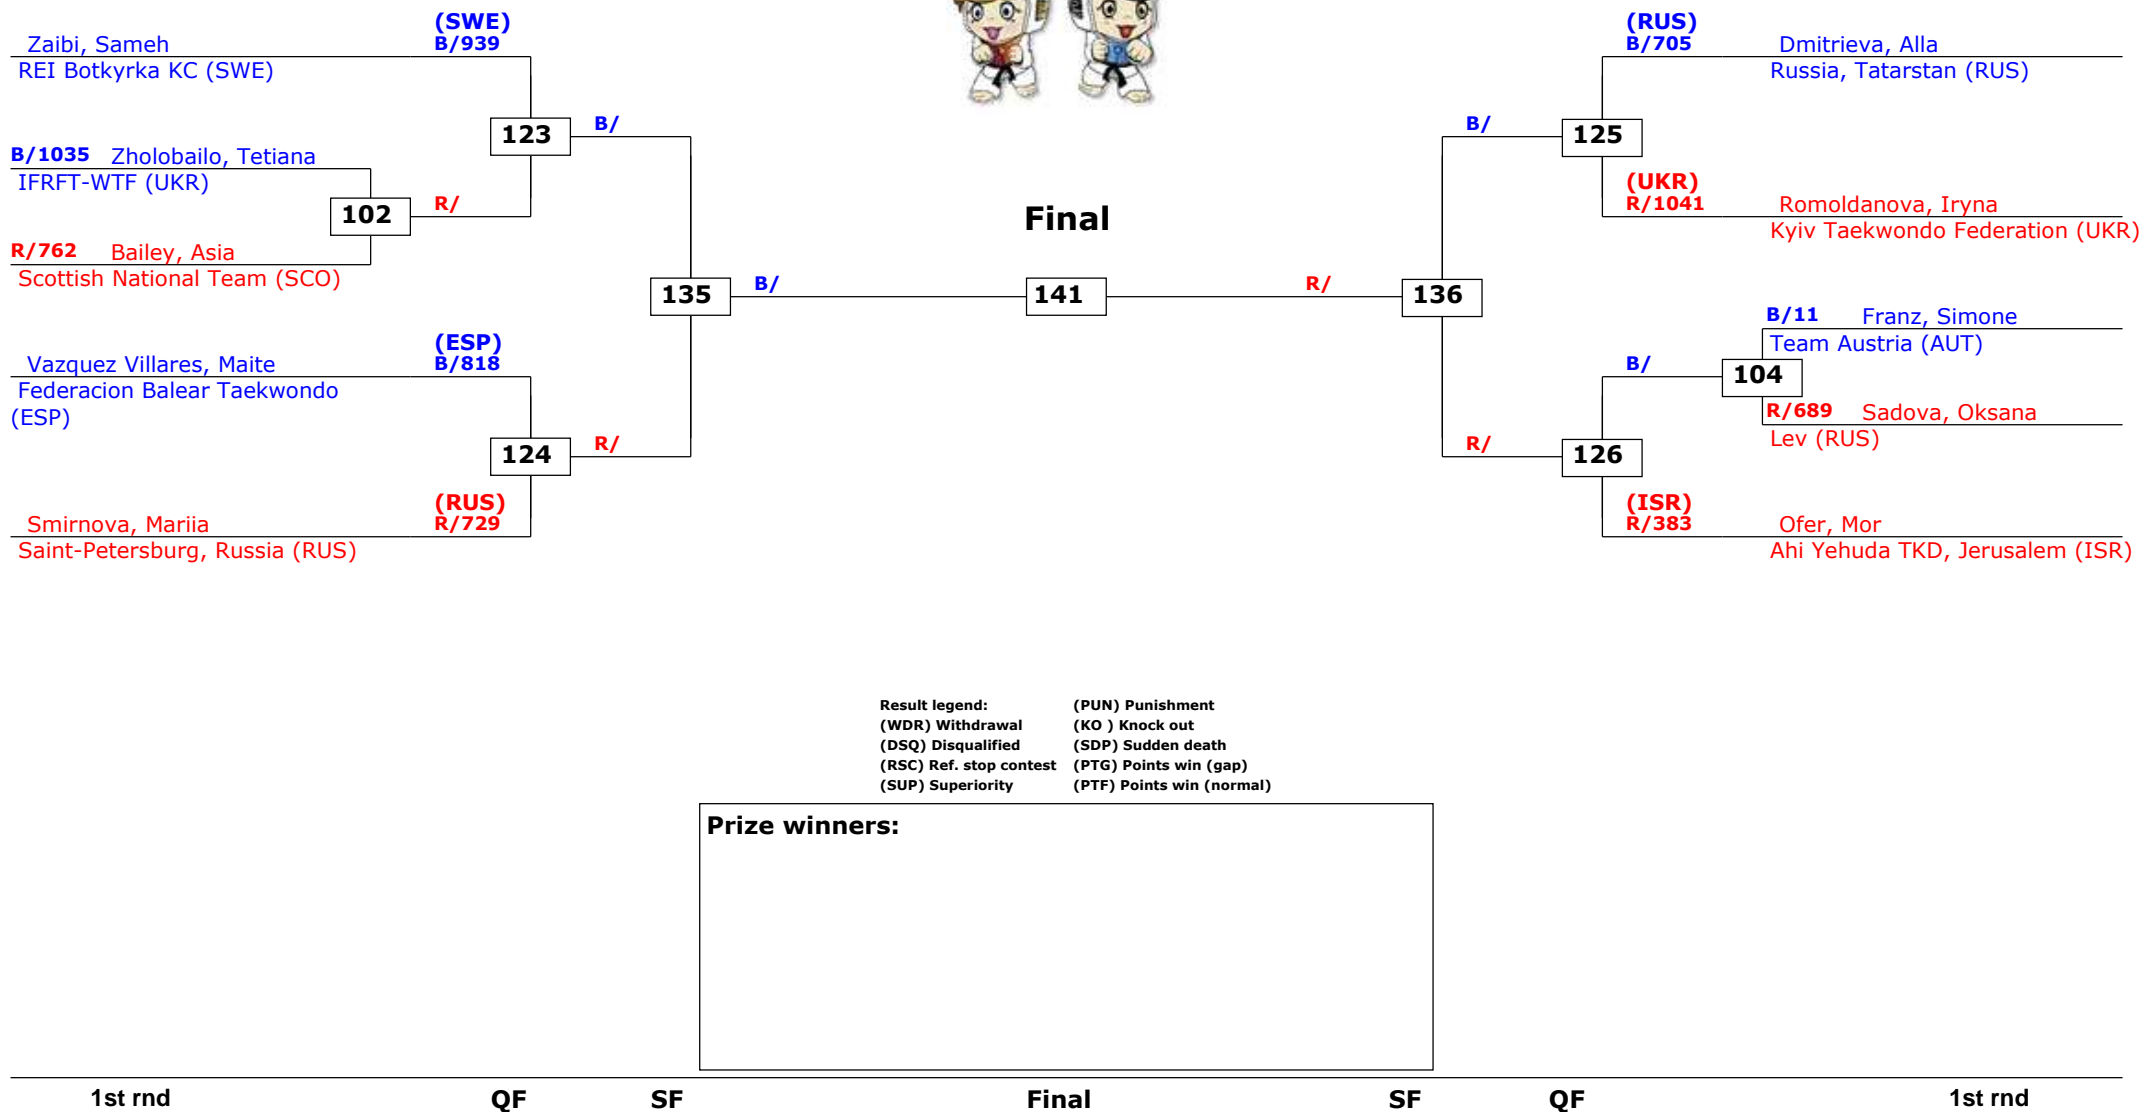 (SWE)
Zaibi, Sameh B/939
REI Botkyrka KC (SWE)
123
B/
B/1035 Zholobailo, Tetiana
IFRFT-WTF (UKR)
102
R/
R/762 Bailey, Asia
Scottish National Team (SCO)
135
B/
(ESP)
Vazquez Villares, Maite B/818
Federacion Balear Taekwondo
(ESP)
124
R/
(RUS)
Smirnova, Mariia R/729
Saint-Petersburg, Russia (RUS)
Final
141
(RUS)
B/705 Dmitrieva, Alla
Russia, Tatarstan (RUS)
B/
125
(UKR)
R/1041 Romoldanova, Iryna
Kyiv Taekwondo Federation (UKR)
R/
136
B/11 Franz, Simone
Team Austria (AUT)
B/
104
R/689 Sadova, Oksana
Lev (RUS)
R/
126
(ISR)
R/383 Ofer, Mor
Ahi Yehuda TKD, Jerusalem (ISR)
Result legend: (PUN) Punishment
(WDR) Withdrawal (KO ) Knock out
(DSQ) Disqualified (SDP) Sudden death
(RSC) Ref. stop contest (PTG) Points win (gap)
(SUP) Superiority (PTF) Points win (normal)
Prize winners:
1st rnd QF SF Final SF QF 1st rnd